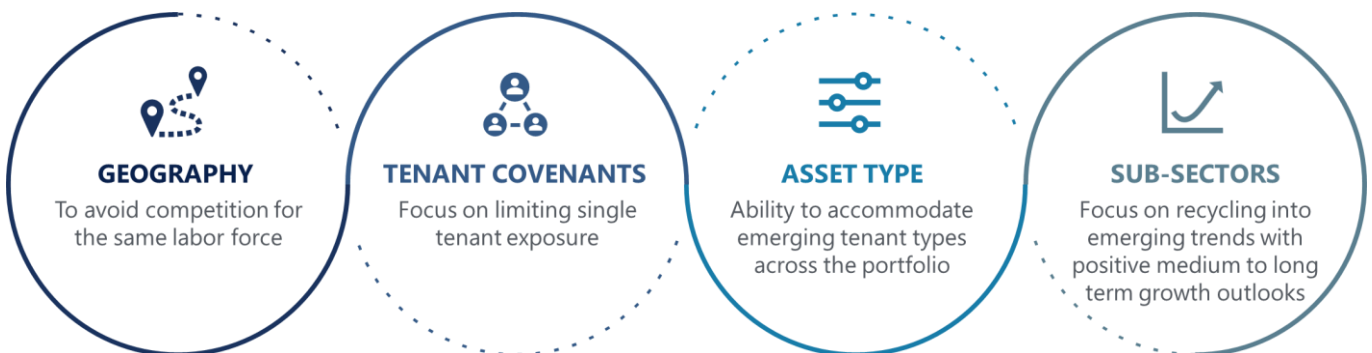 GEOGRAPHY
To avoid competition for
the same labor force
TENANT COVENANTS
Focus on limiting single
tenant exposure
ASSET TYPE
Ability to accommodate
emerging tenant types
across the portfolio
SUB-SECTORS
Focus on recycling into
emerging trends with
positive medium to long
term growth outlooks